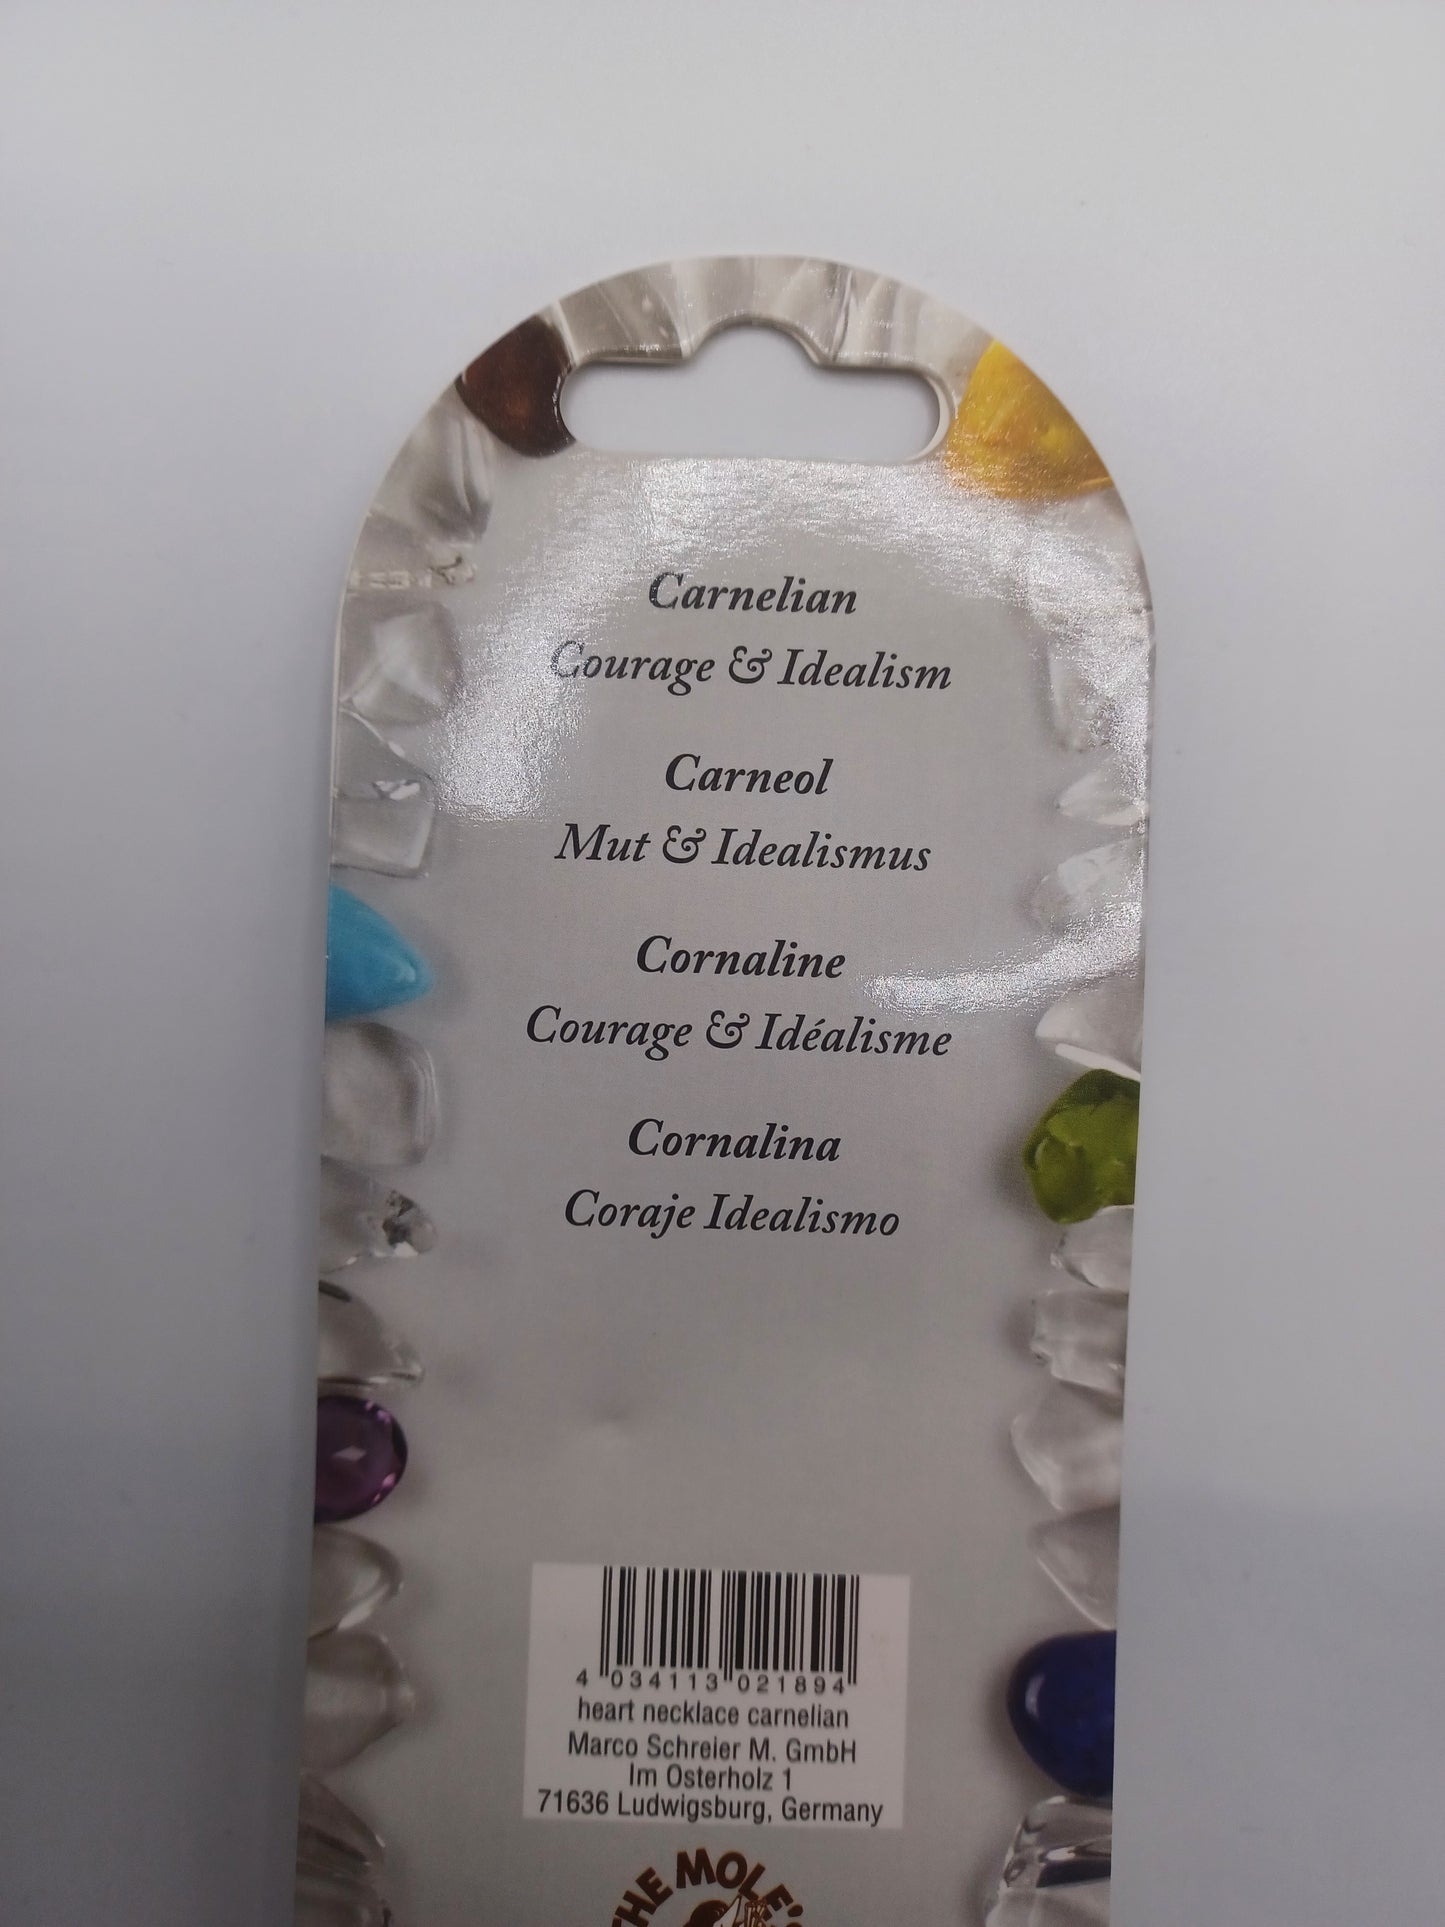 Carnelian
Courage & Idealism
Carneol
Mut & Idealismus
Cornaline
Courage & Idéalisme
Cornalina
Coraje Idealismo
4 034113 021894
heart necklace carnelian
Marco Schreier M. GmbH
Im Osterholz 1
71636 Ludwigsburg, Germany
THE MOLE'S